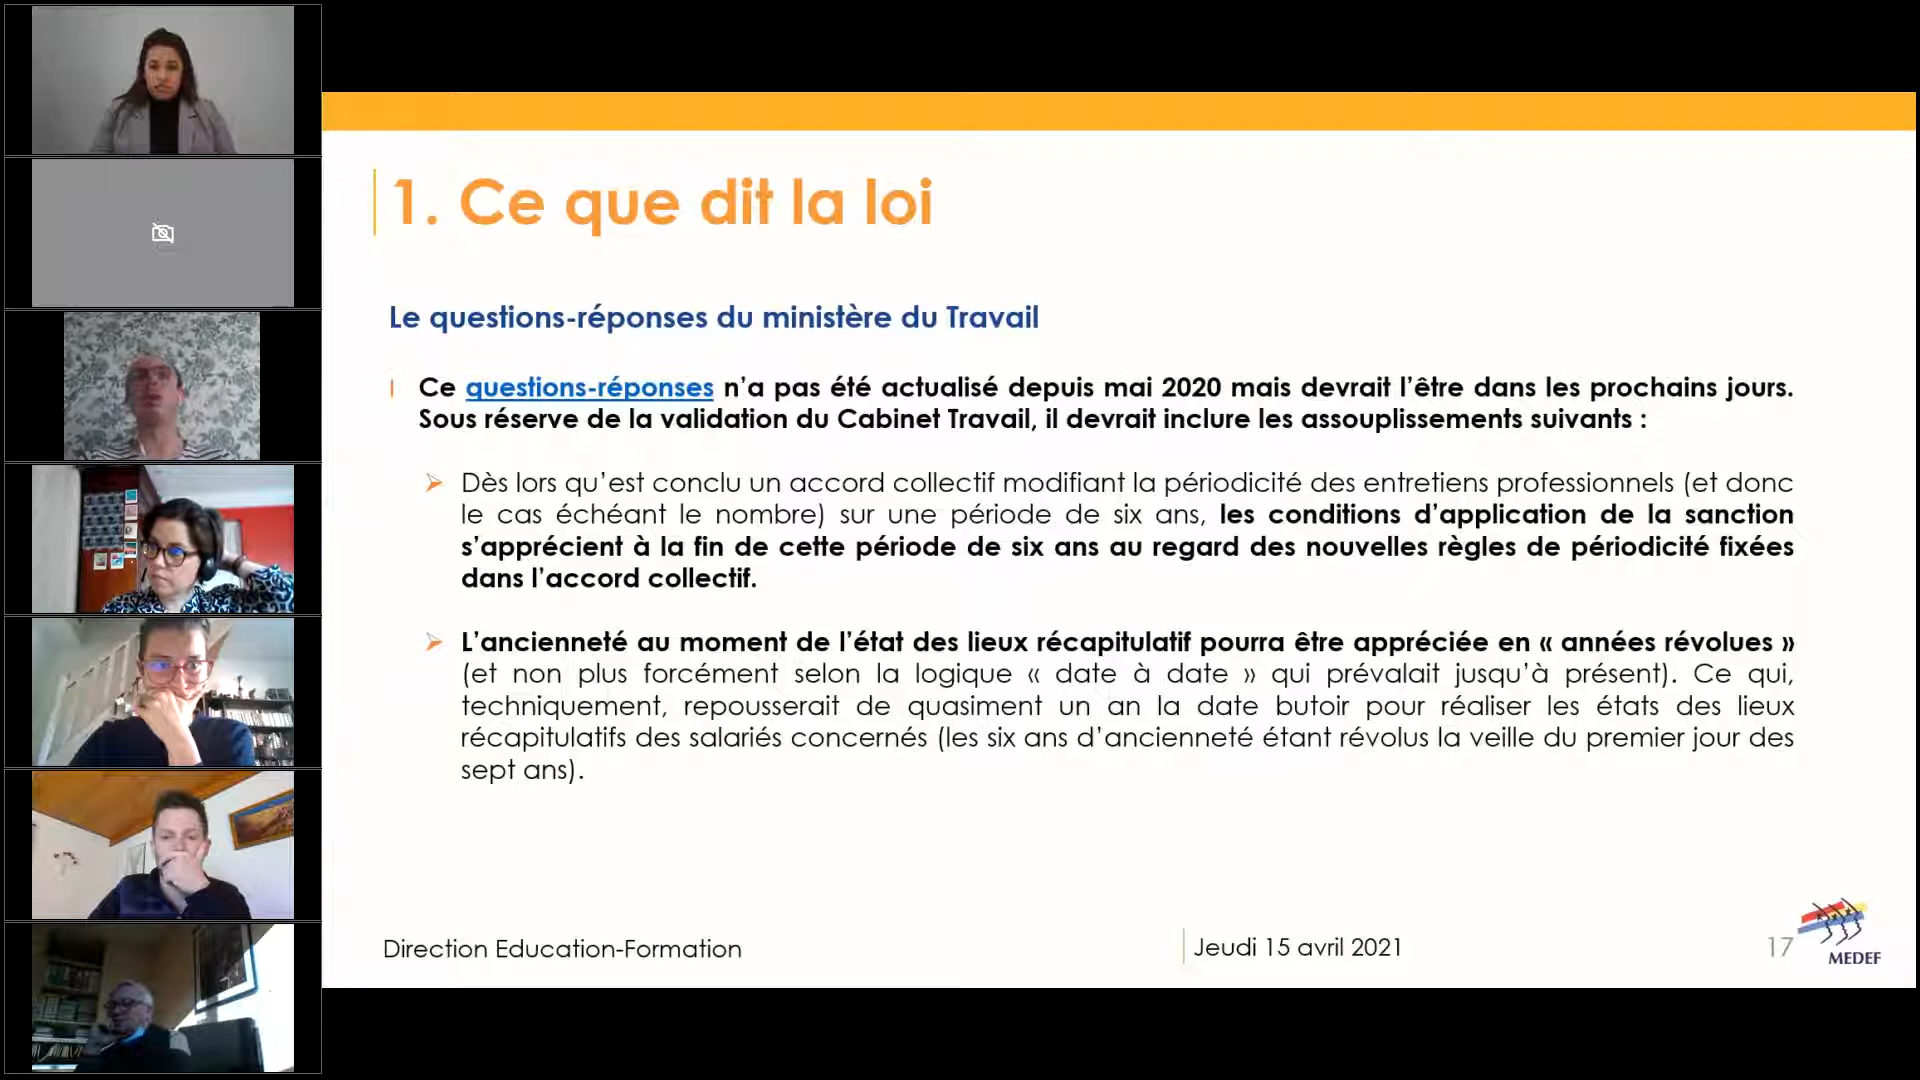 1. Ce que dit la loi
Le questions-réponses du ministère du Travail
Ce questions-réponses n’a pas été actualisé depuis mai 2020 mais devrait l’être dans les prochains jours.
Sous réserve de la validation du Cabinet Travail, il devrait inclure les assouplissements suivants :
Dès lors qu’est conclu un accord collectif modifiant la périodicité des entretiens professionnels (et donc
le cas échéant le nombre) sur une période de six ans, les conditions d’application de la sanction
s’apprécient à la fin de cette période de six ans au regard des nouvelles règles de périodicité fixées
dans l’accord collectif.
L’ancienneté au moment de l’état des lieux récapitulatif pourra être appréciée en « années révolues »
(et non plus forcément selon la logique « date à date » qui prévalait jusqu’à présent). Ce qui,
techniquement, repousserait de quasiment un an la date butoir pour réaliser les états des lieux
récapitulatifs des salariés concernés (les six ans d’ancienneté étant révolus la veille du premier jour des
sept ans).
Direction Education-Formation
Jeudi 15 avril 2021
17
MEDEF